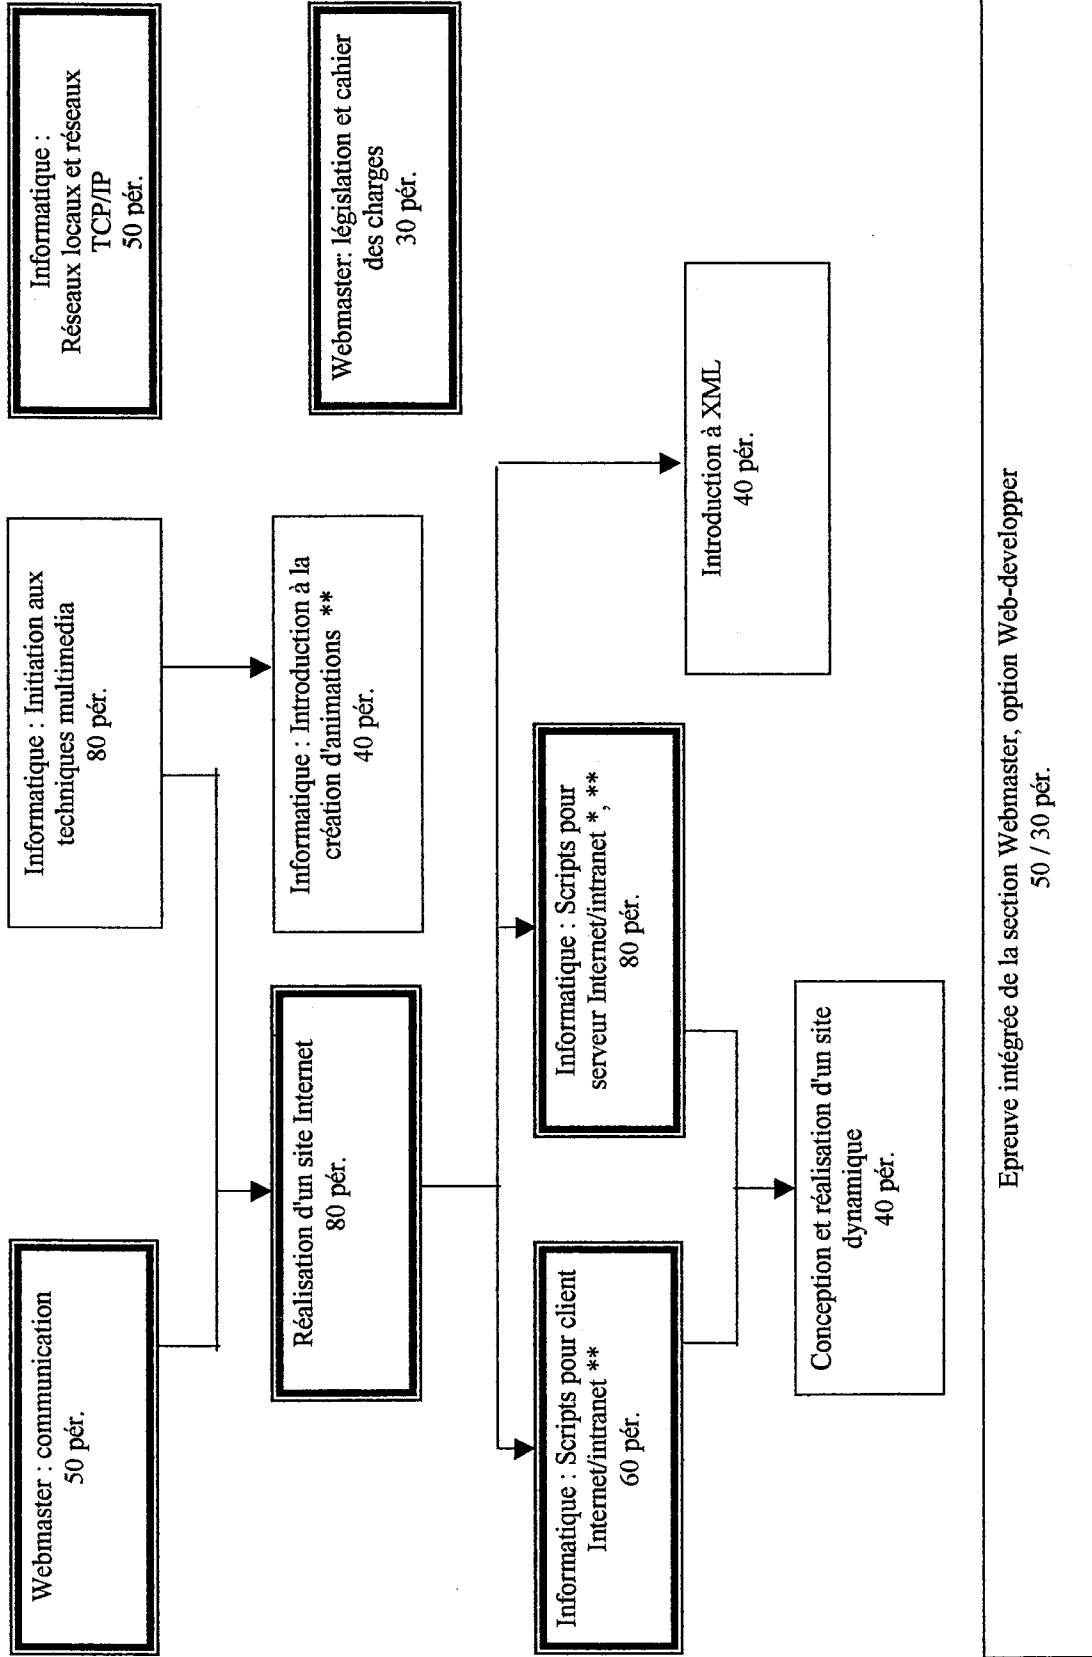 Webmaster : communication
50 pér.
Informatique : Initiation aux
techniques multimedia
80 pér.
Informatique :
Réseaux locaux et réseaux
TCP/IP
50 pér.
Réalisation d'un site Internet
80 pér.
Informatique : Introduction à la
création d'animations **
40 pér.
Webmaster: législation et cahier
des charges
30 pér.
Informatique : Scripts pour client
Internet/intranet **
60 pér.
Informatique : Scripts pour
serveur Internet/intranet *, **
80 pér.
Introduction à XML
40 pér.
Conception et réalisation d'un site
dynamique
40 pér.
Epreuve intégrée de la section Webmaster, option Web-developper
50 / 30 pér.